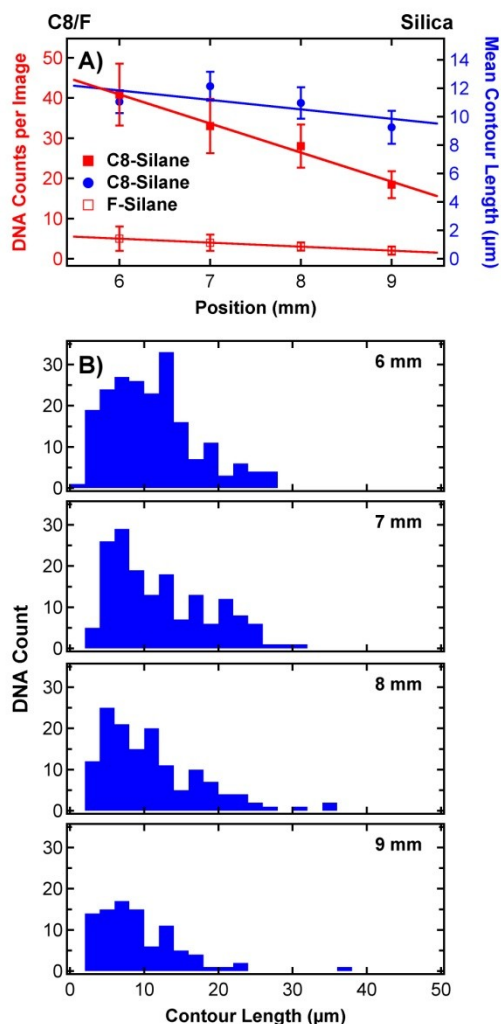 C8/F Silica
A)
DNA Counts per Image
50
40
30
20
10
0
Mean Contour Length (µm)
14
12
10
8
6
4
2
0
C8-Silane
C8-Silane
F-Silane
6 7 8 9
Position (mm)
B)
DNA Count
6 mm
30
20
10
0
7 mm
30
20
10
0
8 mm
30
20
10
0
9 mm
30
20
10
0
0 10 20 30 40 50
Contour Length (µm)